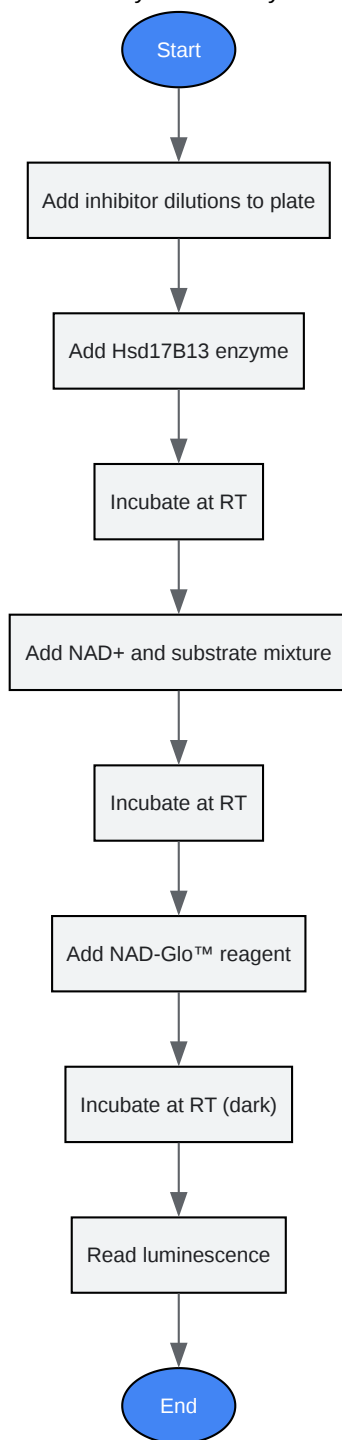 Start
Add inhibitor dilutions to plate
Add Hsd17B13 enzyme
Incubate at RT
Add NAD+ and substrate mixture
Incubate at RT
Add NAD-Glo™ reagent
Incubate at RT (dark)
Read luminescence
End